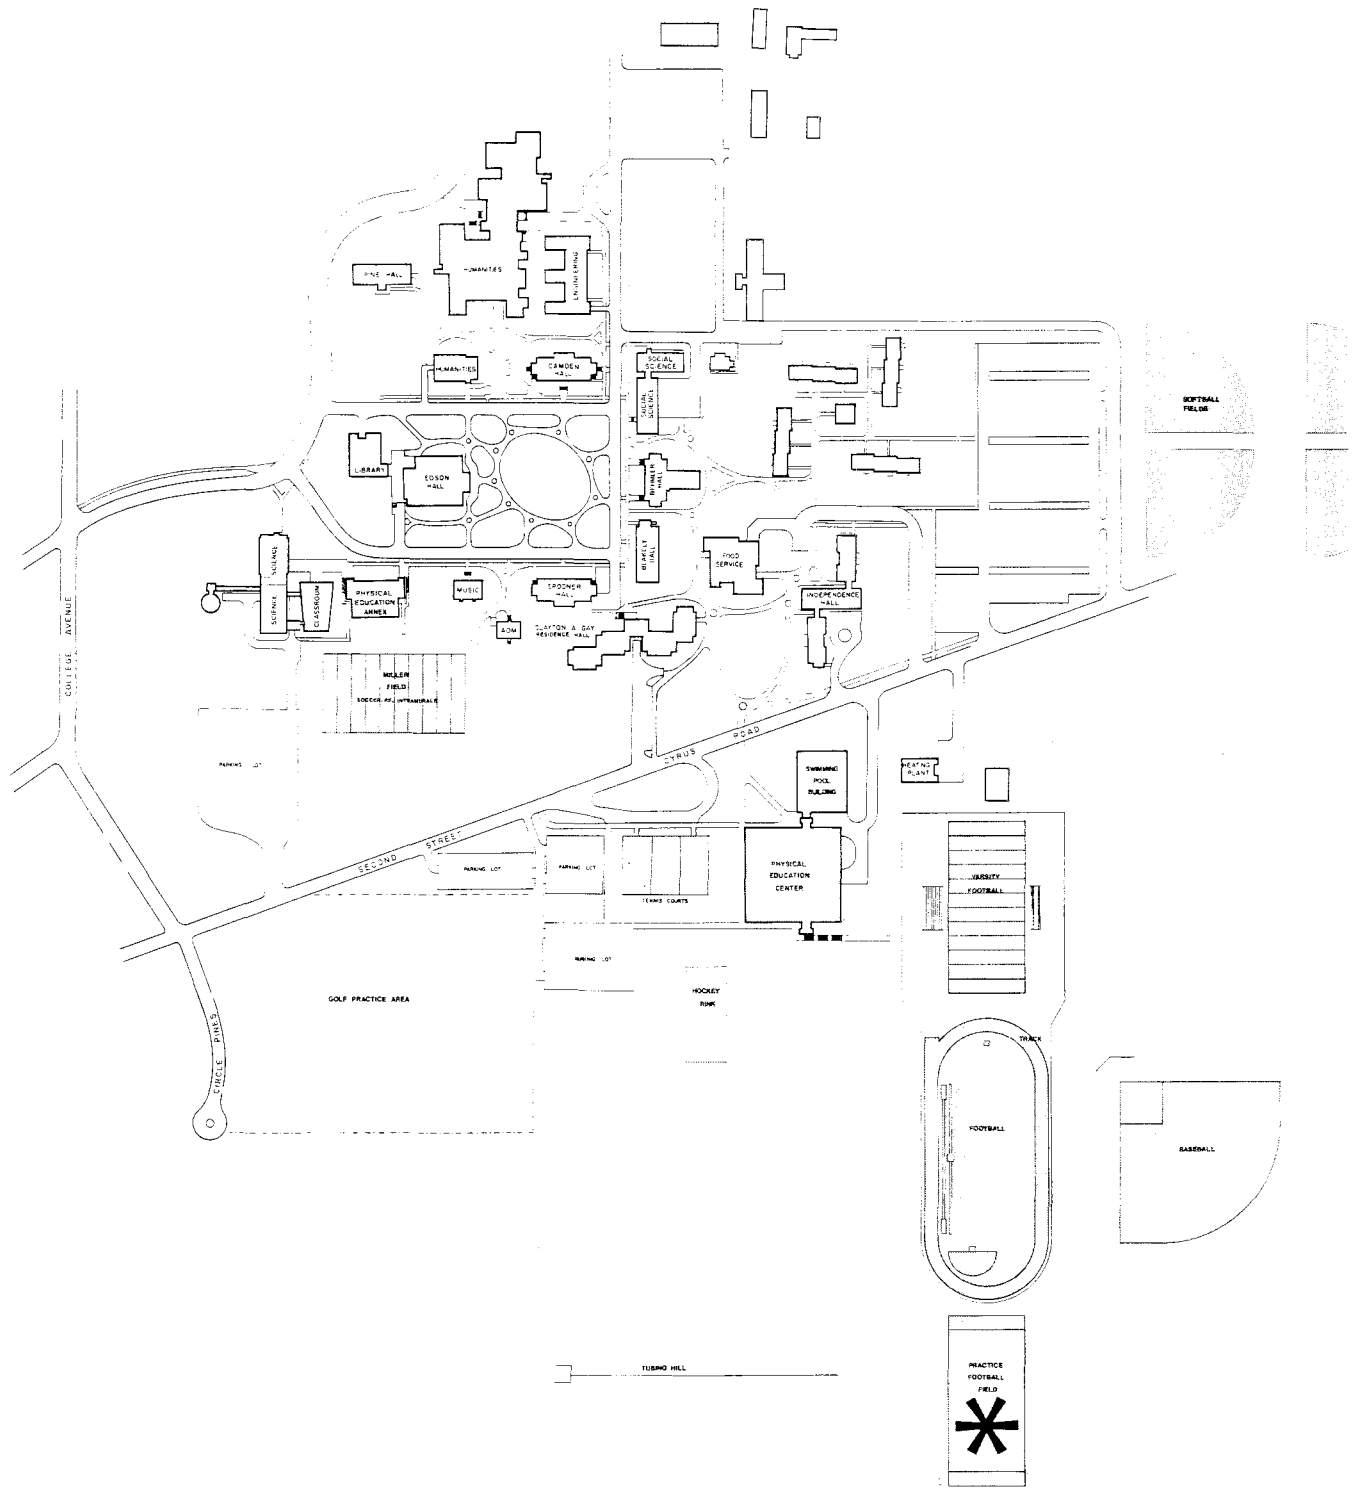 HUMANITIES
ENGINEERING
PINE HALL
HUMANITIES
CAMDEN
HALL
SOCIAL
SCIENCE
SOCIAL
SCIENCE
SOFTBALL
FIELDS
LIBRARY
EDSON
HALL
BEHMLER
HALL
BLAKELY
HALL
FOOD
SERVICE
SCIENCE
SCIENCE
CLASSROOM
PHYSICAL
EDUCATION
ANNEX
MUSIC
SPOONER
HALL
INDEPENDENCE
HALL
ADM
CLAYTON A GAY
RESIDENCE HALL
COLLEGE AVENUE
MILLER
FIELD
SOCCER INTRAMURALS
PARKING LOT
CYRUS ROAD
SWIMMING
POOL
BUILDING
HEATING
PLANT
SECOND STREET
PARKING LOT
PARKING LOT
PHYSICAL
EDUCATION
CENTER
VARSITY
FOOTBALL
TENNIS COURTS
PARKING LOT
GOLF PRACTICE AREA
HOCKEY
RINK
CIRCLE PINES
TRACK
FOOTBALL
BASEBALL
TUBING HILL
PRACTICE
FOOTBALL
FIELD